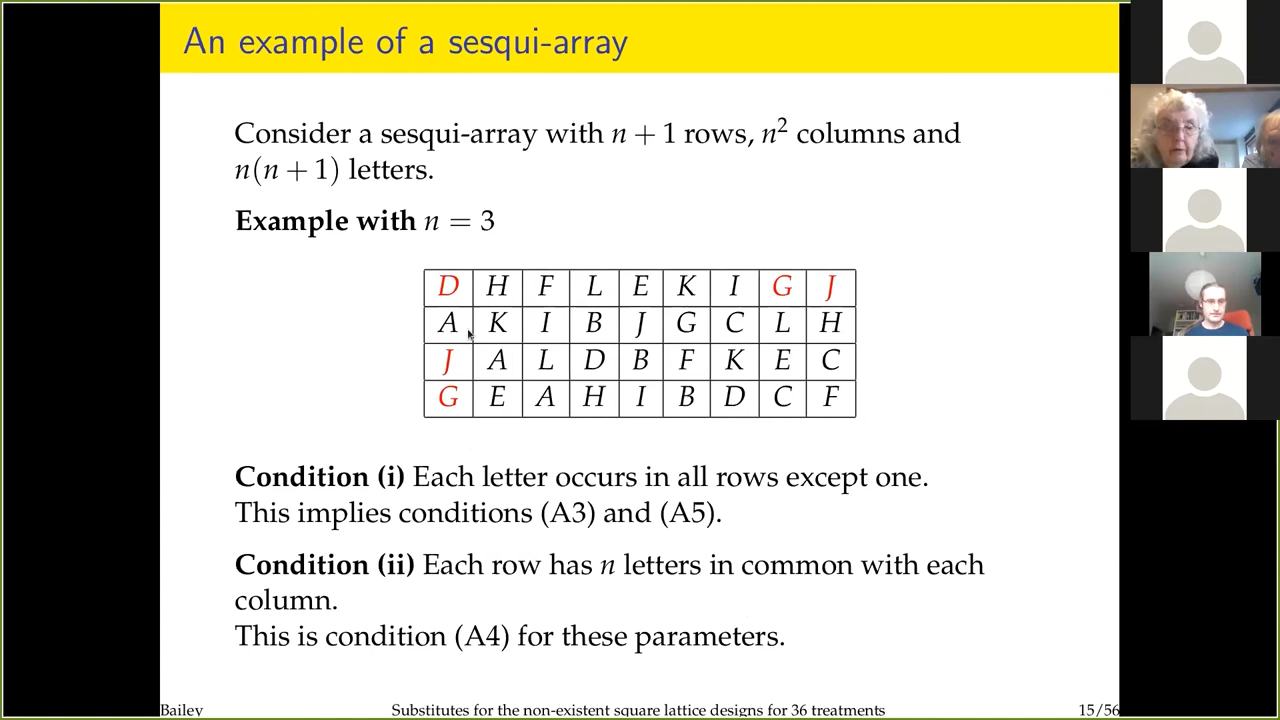 An example of a sesqui-array
Consider a sesqui-array with n + 1 rows, n² columns and
n(n + 1) letters.
Example with n = 3
D H F L E K I G J
A K I B J G C L H
J A L D B F K E C
G E A H I B D C F
Condition (i) Each letter occurs in all rows except one.
This implies conditions (A3) and (A5).
Condition (ii) Each row has n letters in common with each
column.
This is condition (A4) for these parameters.
Bailey Substitutes for the non-existent square lattice designs for 36 treatments 15/56